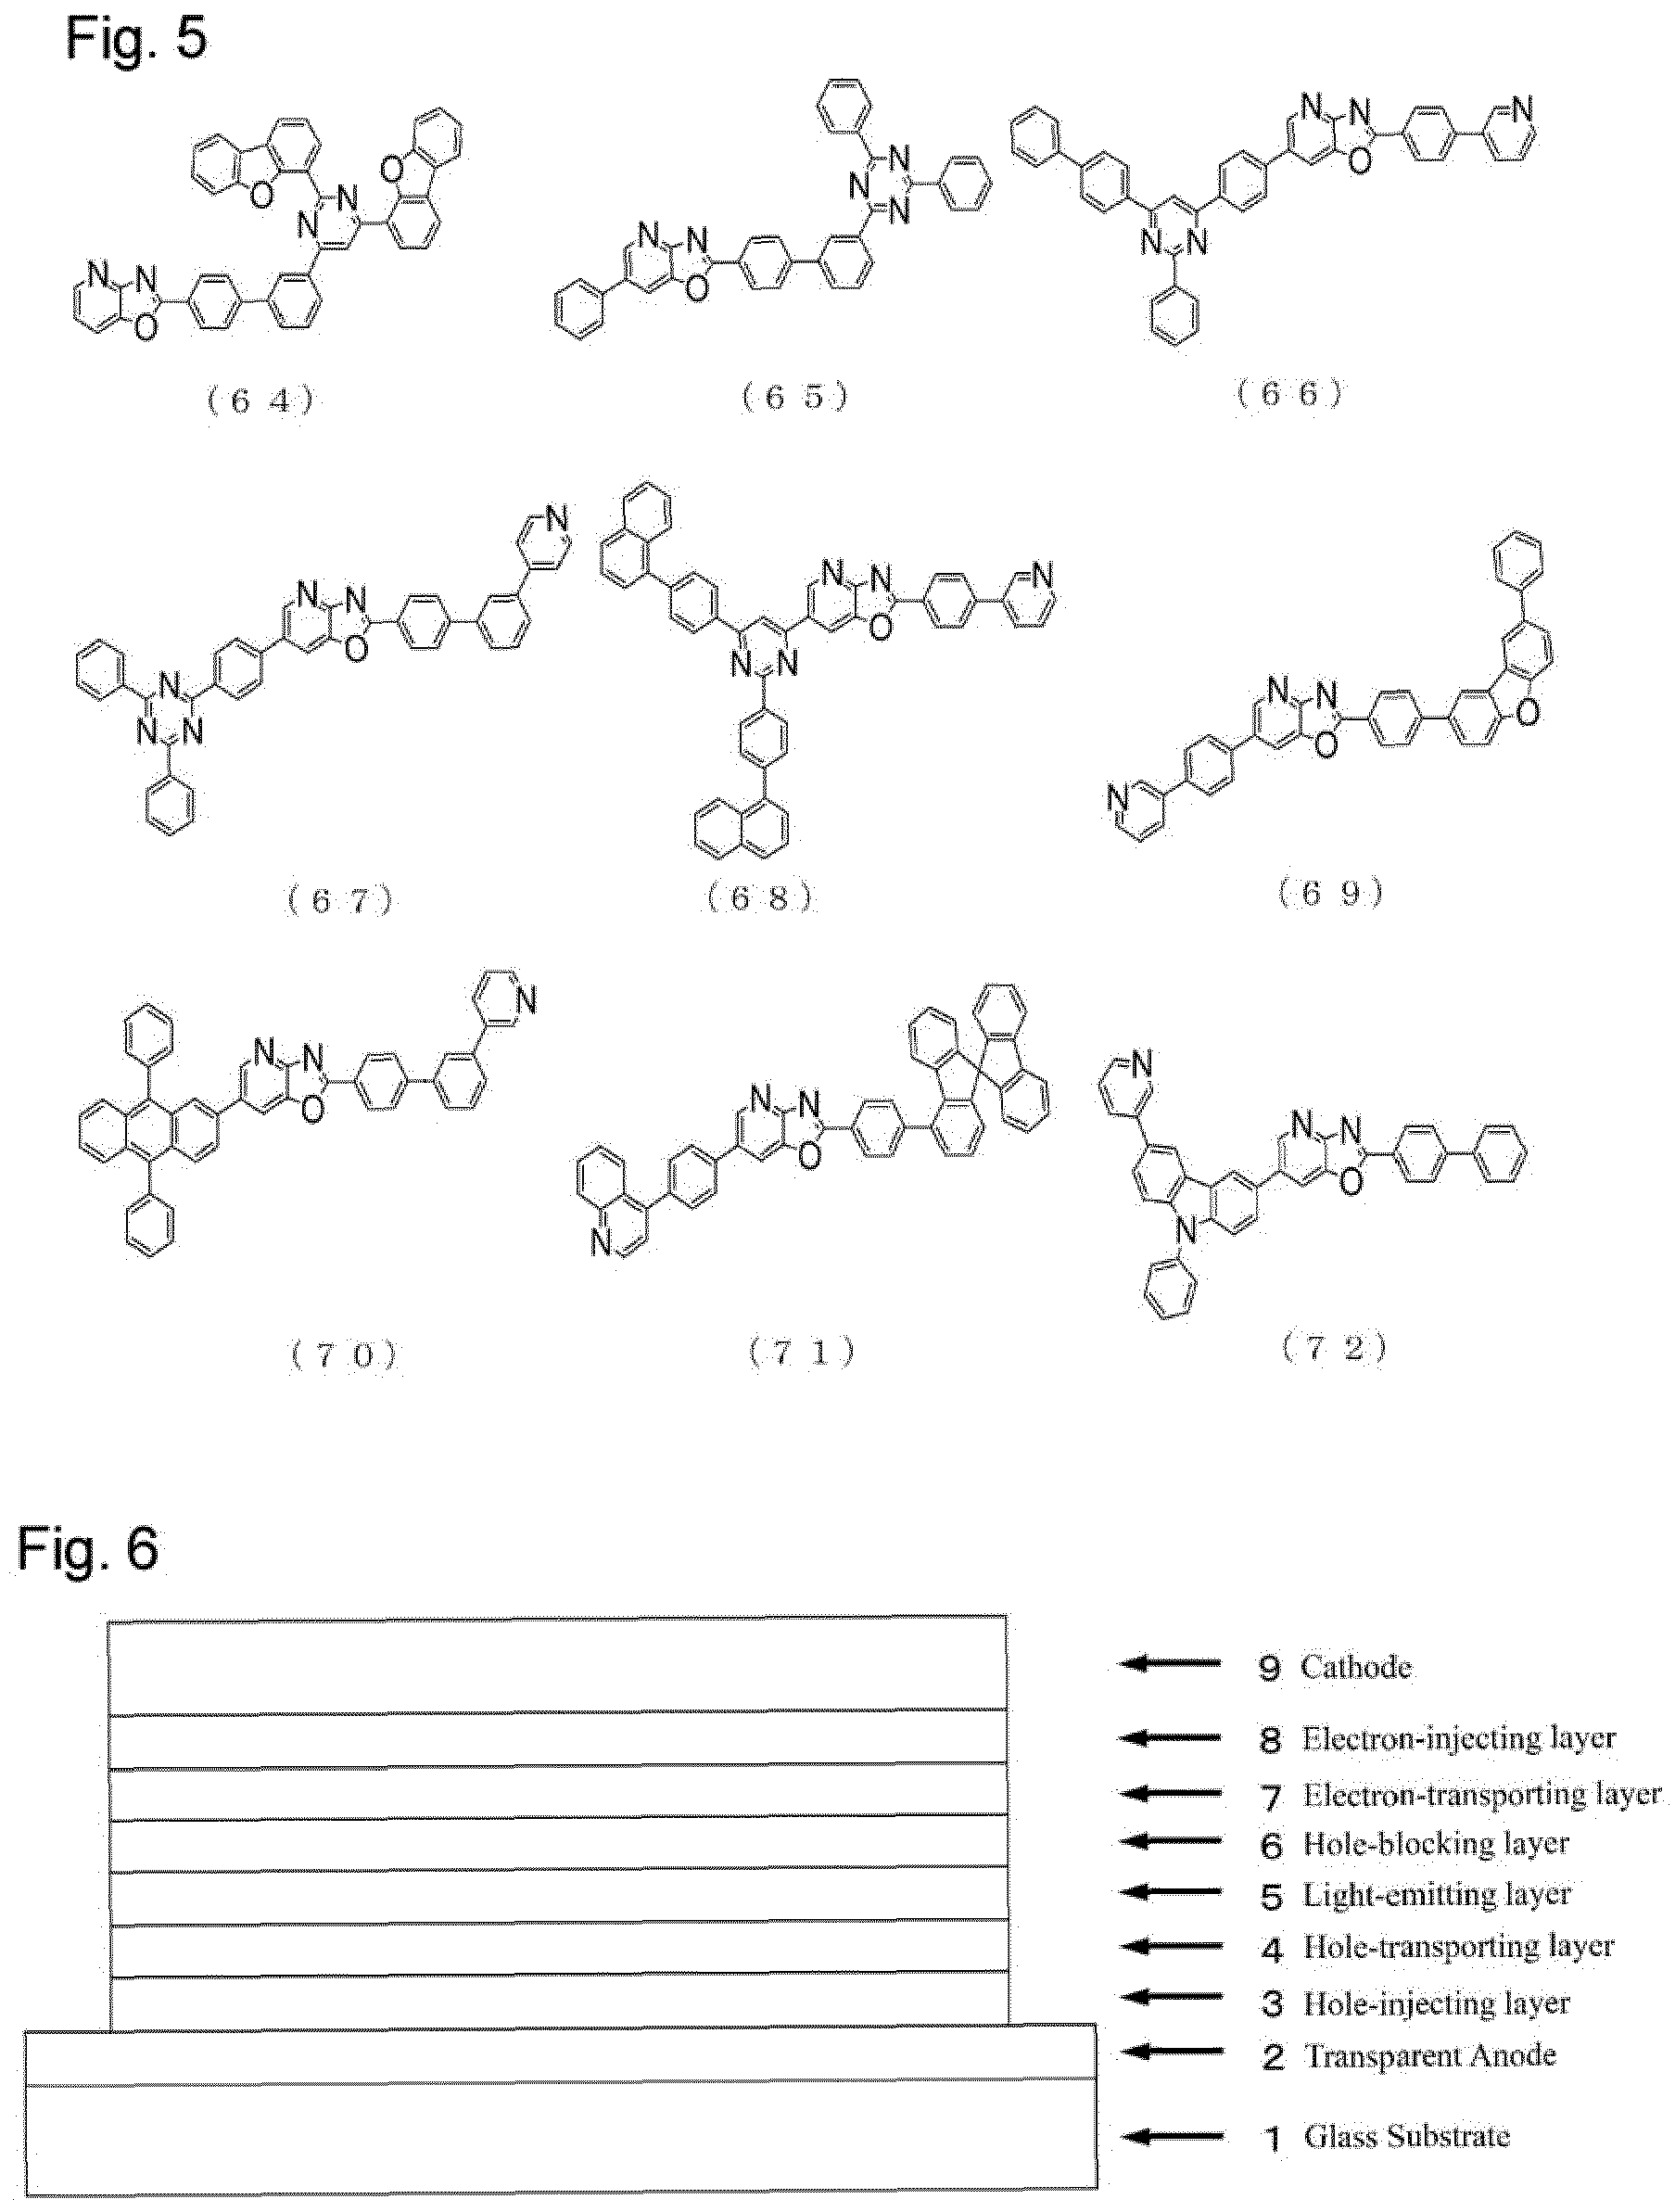 Fig. 5
N N O N N O O
(64)
N N O N N N
(65)
N N O N N N
(66)
N N O N N N N
(67)
N N O N N N
(68)
N N O N O
(69)
N N O N
(70)
N N O N
(71)
N N N O N
(72)
Fig. 6
9 Cathode
8 Electron-injecting layer
7 Electron-transporting layer
6 Hole-blocking layer
5 Light-emitting layer
4 Hole-transporting layer
3 Hole-injecting layer
2 Transparent Anode
1 Glass Substrate